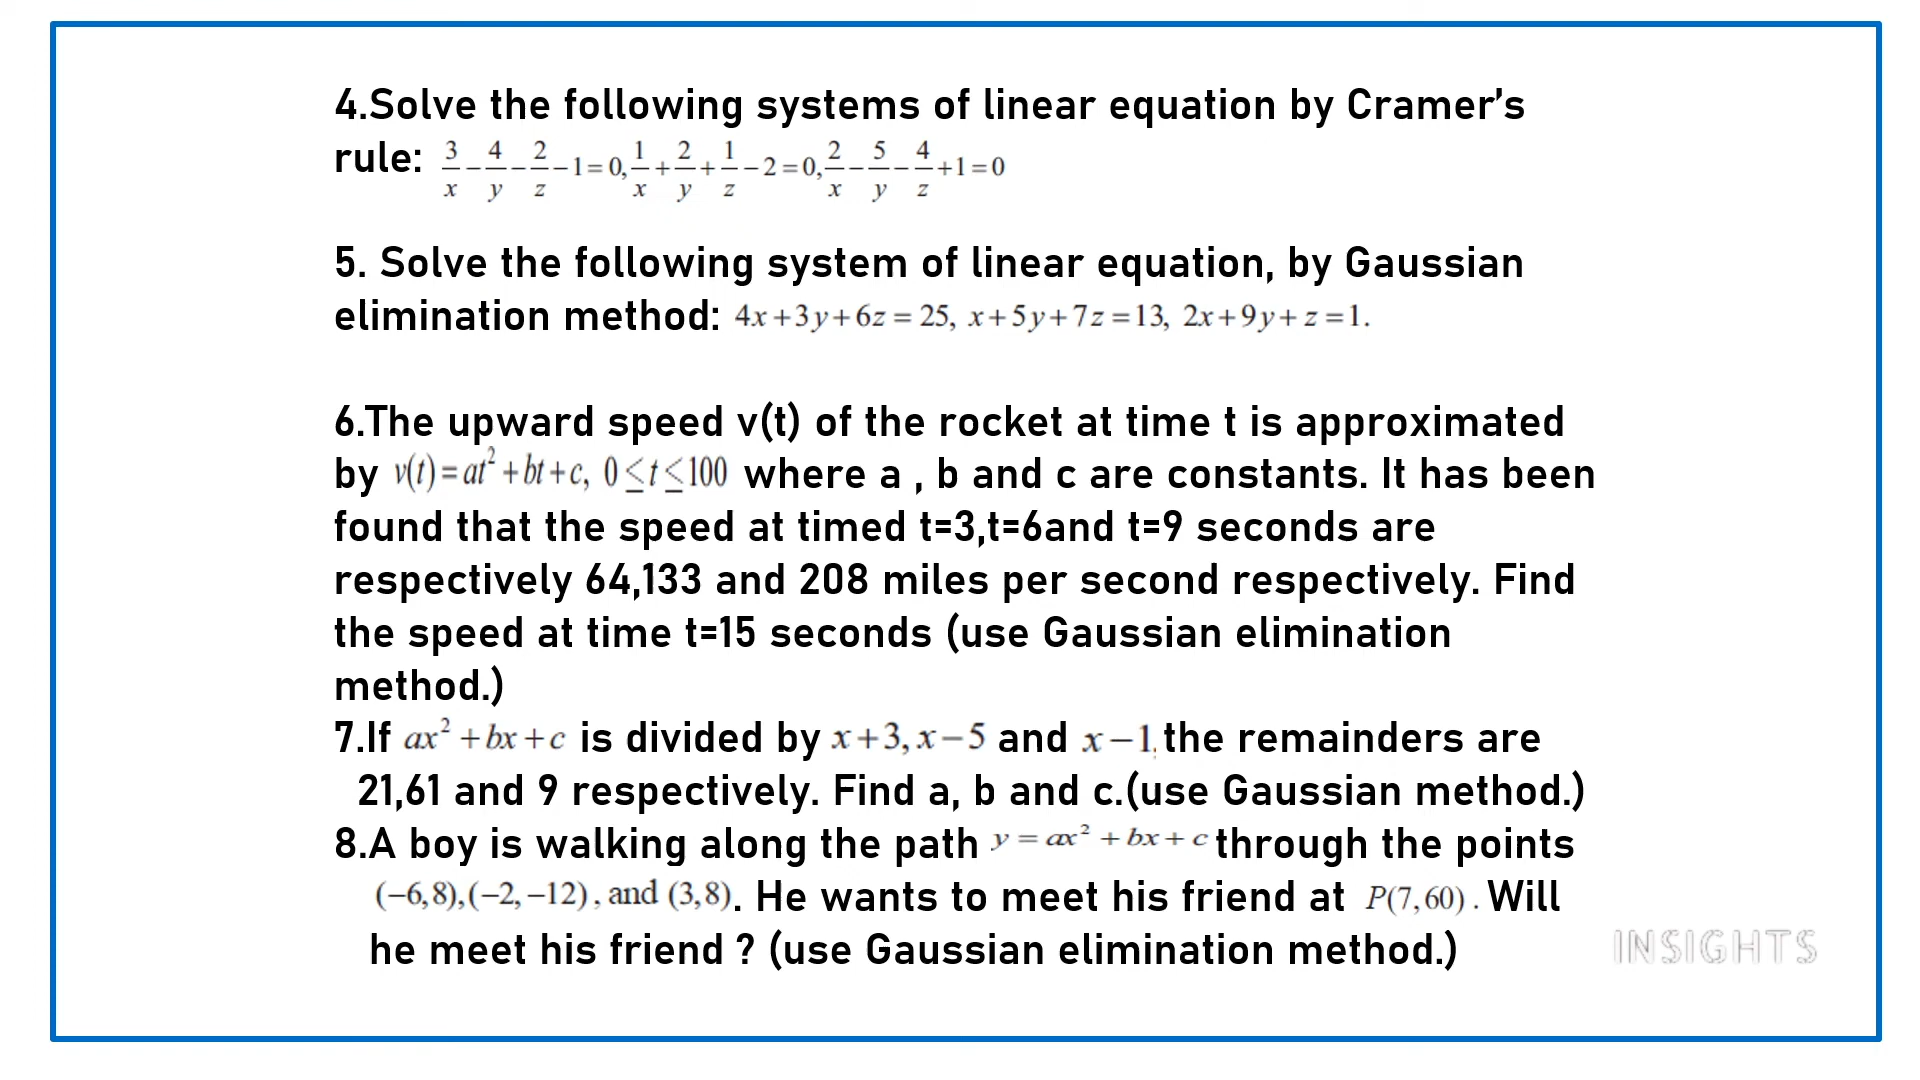 4.Solve the following systems of linear equation by Cramer's
rule: 3/x − 4/y − 2/z − 1 = 0, 1/x + 2/y + 1/z − 2 = 0, 2/x − 5/y − 4/z + 1 = 0
5. Solve the following system of linear equation, by Gaussian
elimination method: 4x + 3y + 6z = 25, x + 5y + 7z = 13, 2x + 9y + z = 1.
6.The upward speed v(t) of the rocket at time t is approximated
by v(t) = at² + bt + c, 0 ≤ t ≤ 100 where a , b and c are constants. It has been
found that the speed at timed t=3,t=6and t=9 seconds are
respectively 64,133 and 208 miles per second respectively. Find
the speed at time t=15 seconds (use Gaussian elimination
method.)
7.If ax² + bx + c is divided by x + 3, x − 5 and x − 1, the remainders are
21,61 and 9 respectively. Find a, b and c.(use Gaussian method.)
8.A boy is walking along the path y = ax² + bx + c through the points
(−6,8),(−2,−12), and (3,8). He wants to meet his friend at P(7,60). Will
he meet his friend ? (use Gaussian elimination method.)
INSIGHTS